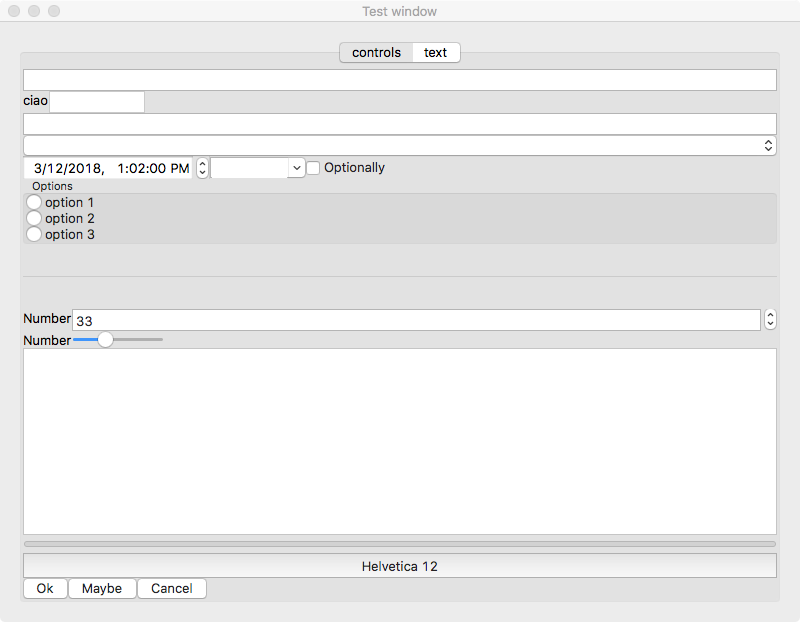 Test window
controls text
ciao
3/12/2018, 1:02:00 PM Optionally
Options
option 1
option 2
option 3
Number 33
Number
Helvetica 12
Ok Maybe Cancel